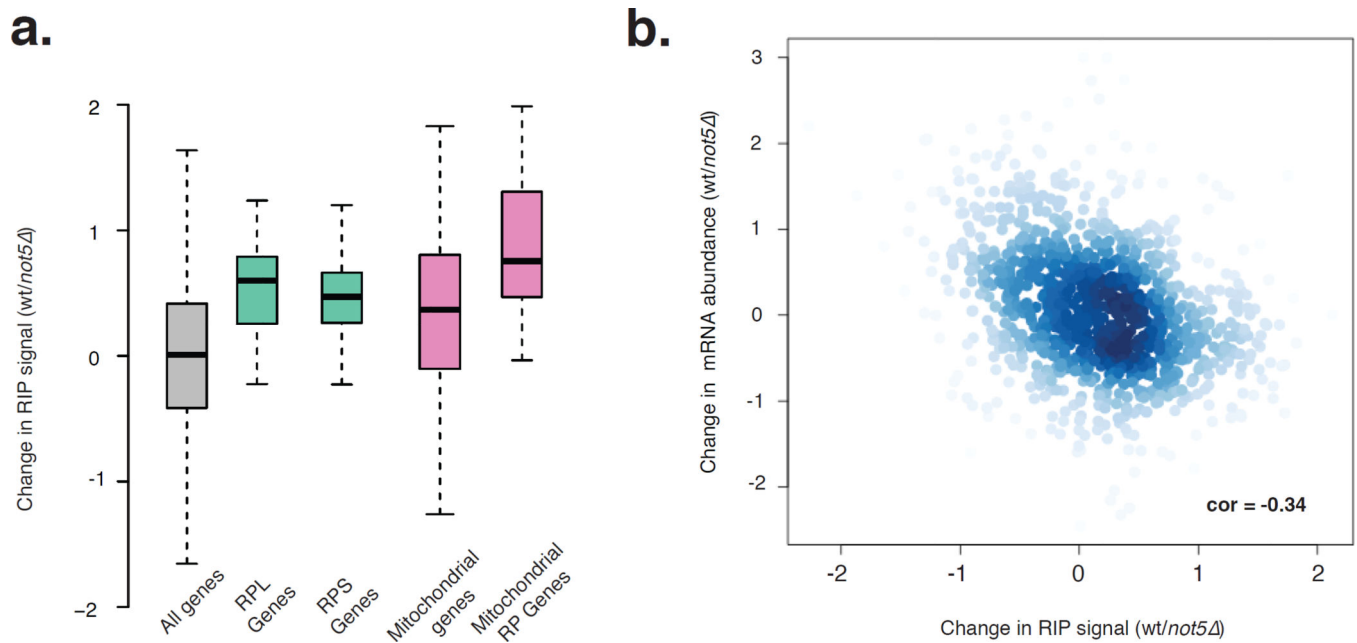 a.
Change in RIP signal (wt/not5Δ)
2
1
0
-1
−2
All genes
RPL
Genes
RPS
Genes
Mitochondrial
genes
Mitochondrial
RP Genes
b.
Change in mRNA abundance (wt/not5Δ)
3
2
1
0
-1
-2
cor = -0.34
-2
-1
0
1
2
Change in RIP signal (wt/not5Δ)